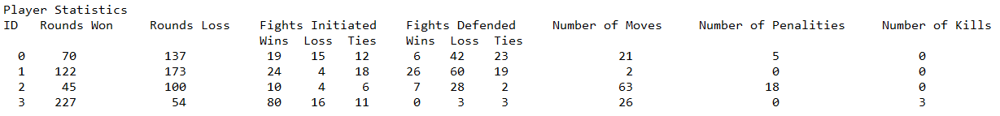 Player Statistics
ID Rounds Won Rounds Loss Fights Initiated Fights Defended Number of Moves Number of Penalities Number of Kills
Wins Loss Ties Wins Loss Ties
0 70 137 19 15 12 6 42 23 21 5 0
1 122 173 24 4 18 26 60 19 2 0 0
2 45 100 10 4 6 7 28 2 63 18 0
3 227 54 80 16 11 0 3 3 26 0 3